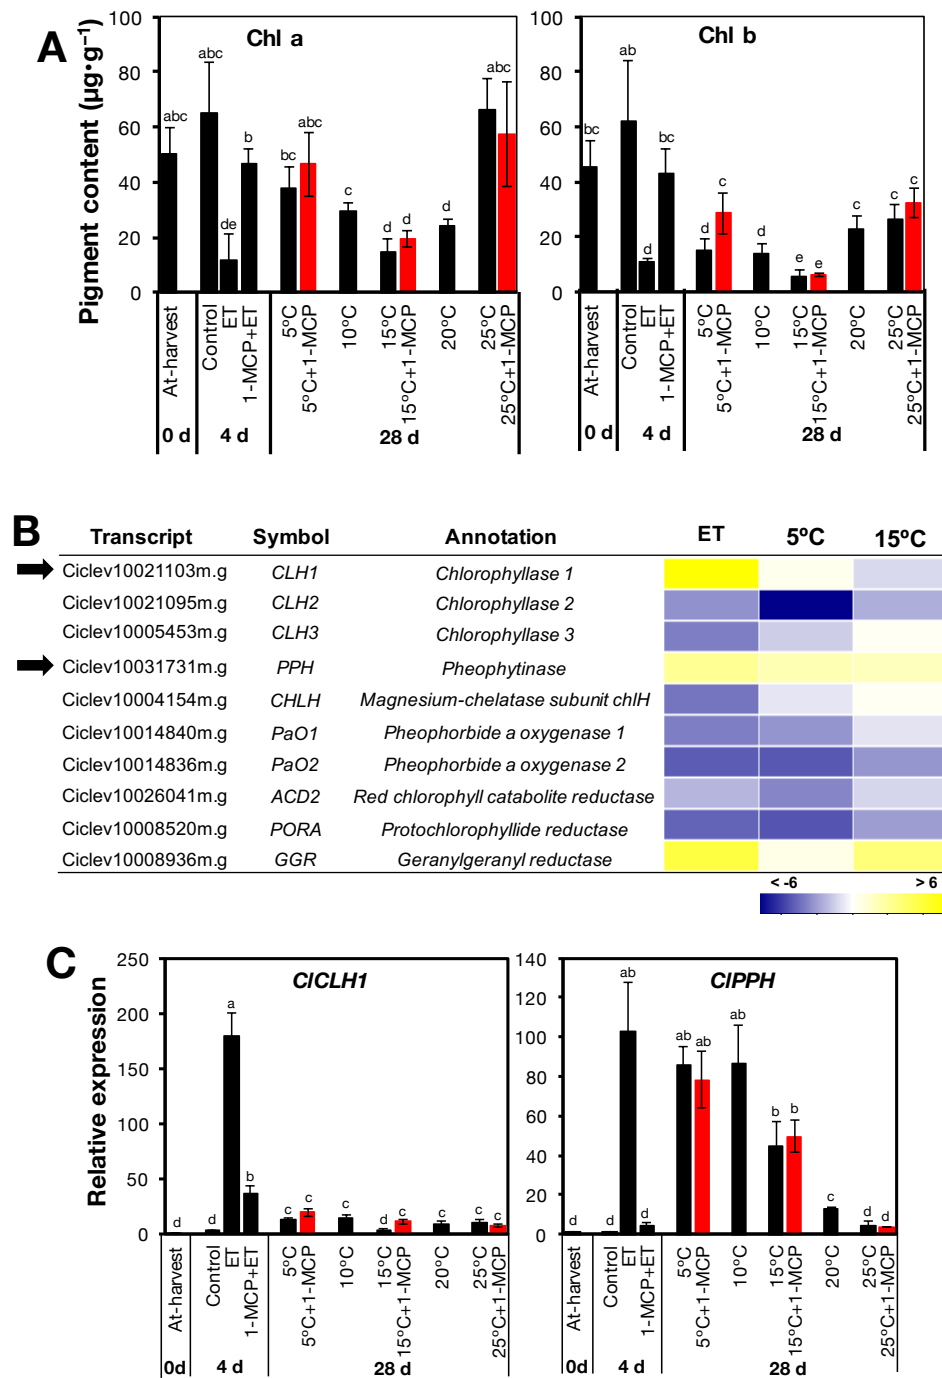 A
Pigment content (µg·g⁻¹)
Chl a
100
80
60
40
20
0
abc
abc
de
b
bc
abc
c
d
d
d
abc
At-harvest
Control
ET
1-MCP+ET
5ºC
5ºC+1-MCP
10ºC
15ºC
15ºC+1-MCP
20ºC
25ºC
25ºC+1-MCP
0 d
4 d
28 d
Chl b
100
80
60
40
20
0
bc
ab
d
bc
d
c
d
e
e
c
c
c
At-harvest
Control
ET
1-MCP+ET
5ºC
5ºC+1-MCP
10ºC
15ºC
15ºC+1-MCP
20ºC
25ºC
25ºC+1-MCP
0 d
4 d
28 d
B
Transcript Symbol Annotation ET 5ºC 15ºC
Ciclev10021103m.g CLH1 Chlorophyllase 1
Ciclev10021095m.g CLH2 Chlorophyllase 2
Ciclev10005453m.g CLH3 Chlorophyllase 3
Ciclev10031731m.g PPH Pheophytinase
Ciclev10004154m.g CHLH Magnesium-chelatase subunit chlH
Ciclev10014840m.g PaO1 Pheophorbide a oxygenase 1
Ciclev10014836m.g PaO2 Pheophorbide a oxygenase 2
Ciclev10026041m.g ACD2 Red chlorophyll catabolite reductase
Ciclev10008520m.g PORA Protochlorophyllide reductase
Ciclev10008936m.g GGR Geranylgeranyl reductase
< -6 > 6
C
Relative expression
ClCLH1
250
200
150
100
50
0
d
d
a
b
c
c
c
d
c
c
c
c
At-harvest
Control
ET
1-MCP+ET
5ºC
5ºC+1-MCP
10ºC
15ºC
15ºC+1-MCP
20ºC
25ºC
25ºC+1-MCP
0d
4 d
28 d
ClPPH
140
120
100
80
60
40
20
0
d
d
ab
d
ab
ab
ab
b
b
c
d
d
At-harvest
Control
ET
1-MCP+ET
5ºC
5ºC+1-MCP
10ºC
15ºC
15ºC+1-MCP
20ºC
25ºC
25ºC+1-MCP
0d
4 d
28 d